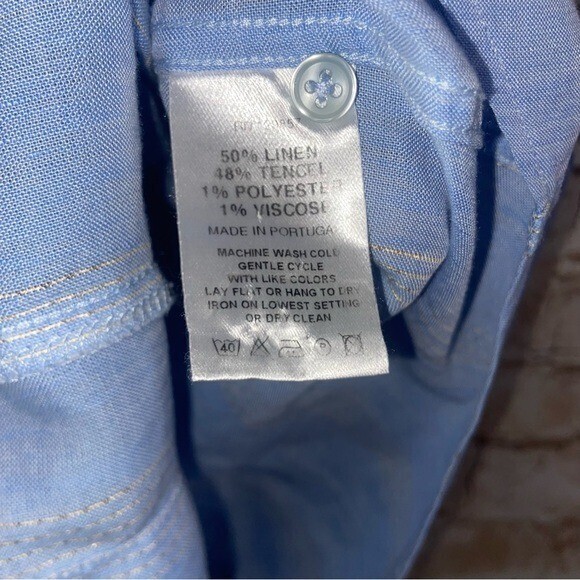 50% LINEN
48% TENCEL
1% POLYESTER
1% VISCOSE
MADE IN PORTUGAL
MACHINE WASH COLD
GENTLE CYCLE
WITH LIKE COLORS
LAY FLAT OR HANG TO DRY
IRON ON LOWEST SETTING
OR DRY CLEAN
40